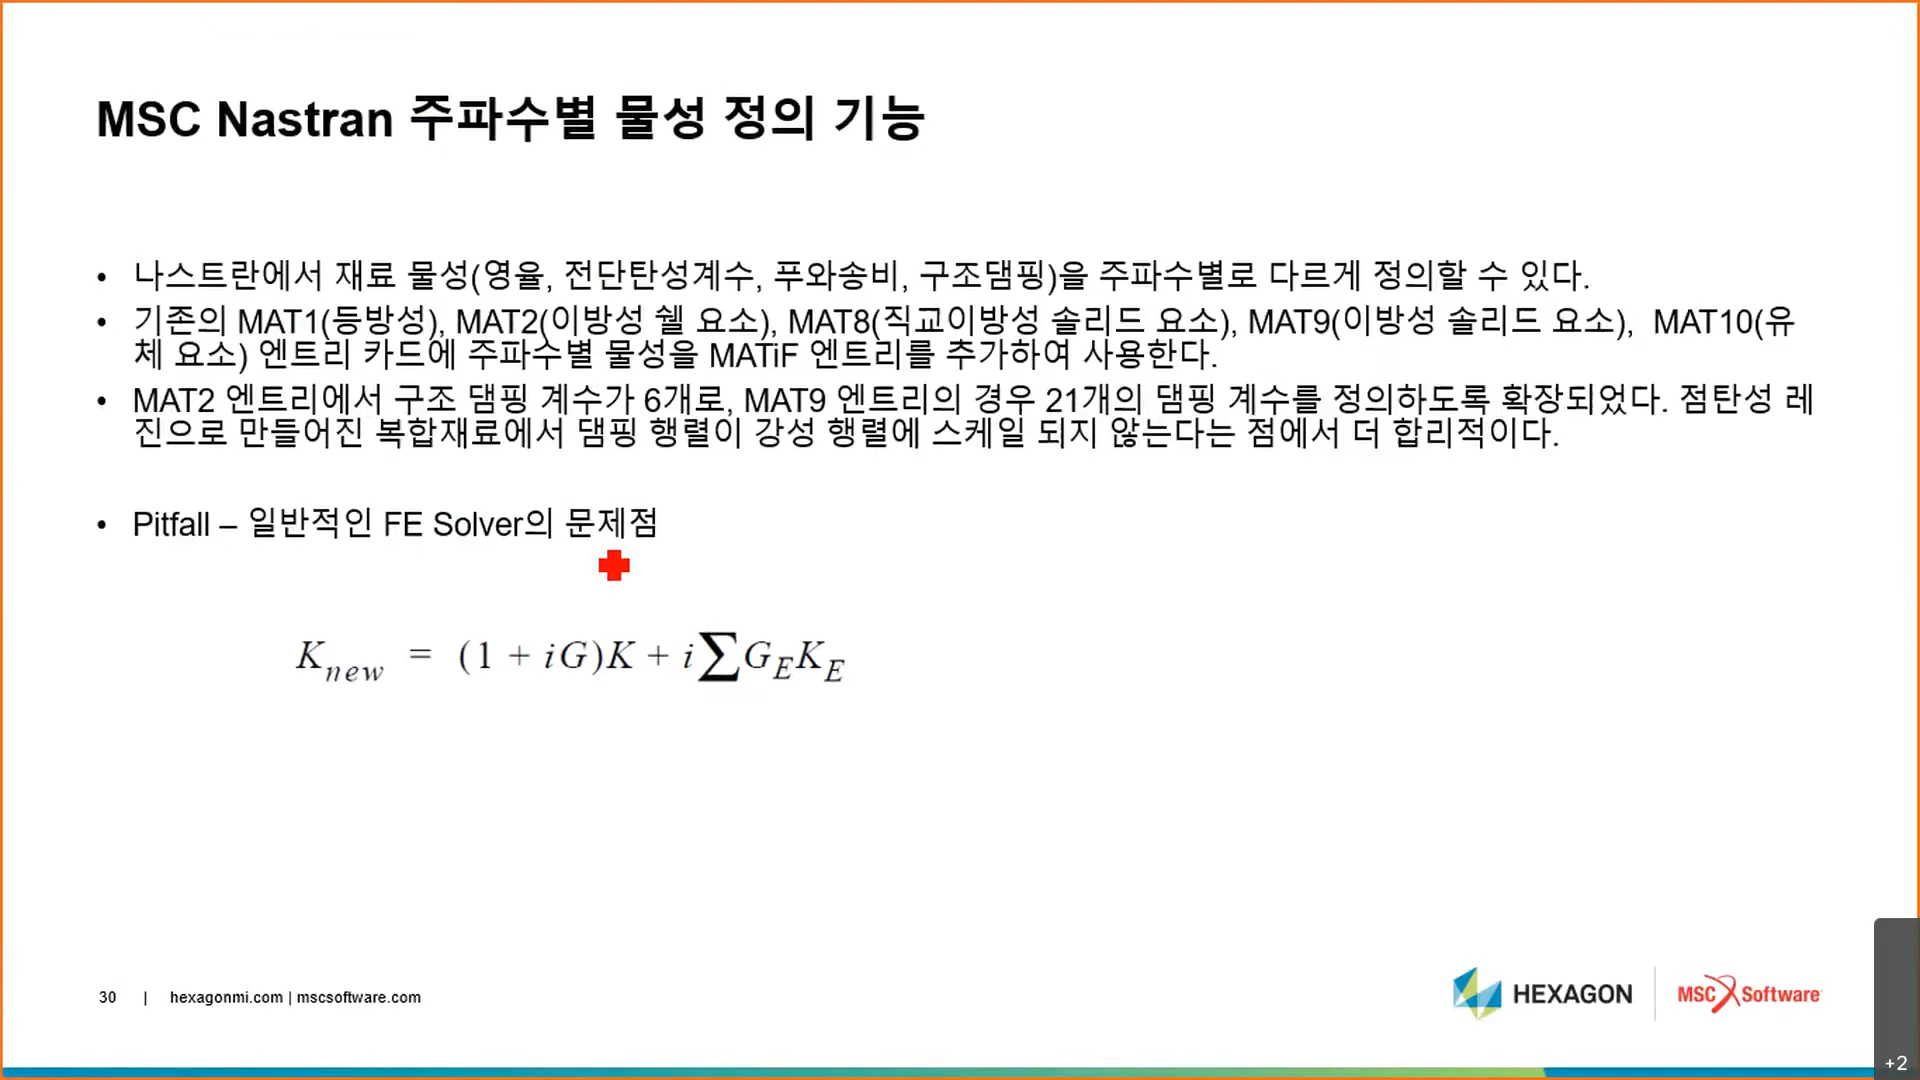 MSC Nastran 주파수별 물성 정의 기능
• 나스트란에서 재료 물성(영율, 전단탄성계수, 푸와송비, 구조댐핑)을 주파수별로 다르게 정의할 수 있다.
• 기존의 MAT1(등방성), MAT2(이방성 쉘 요소), MAT8(직교이방성 솔리드 요소), MAT9(이방성 솔리드 요소), MAT10(유
체 요소) 엔트리 카드에 주파수별 물성을 MATiF 엔트리를 추가하여 사용한다.
• MAT2 엔트리에서 구조 댐핑 계수가 6개로, MAT9 엔트리의 경우 21개의 댐핑 계수를 정의하도록 확장되었다. 점탄성 레
진으로 만들어진 복합재료에서 댐핑 행렬이 강성 행렬에 스케일 되지 않는다는 점에서 더 합리적이다.
• Pitfall – 일반적인 FE Solver의 문제점
K_new = (1 + iG)K + i∑G_E K_E
30 | hexagonmi.com | mscsoftware.com
HEXAGON
MSC Software
+2